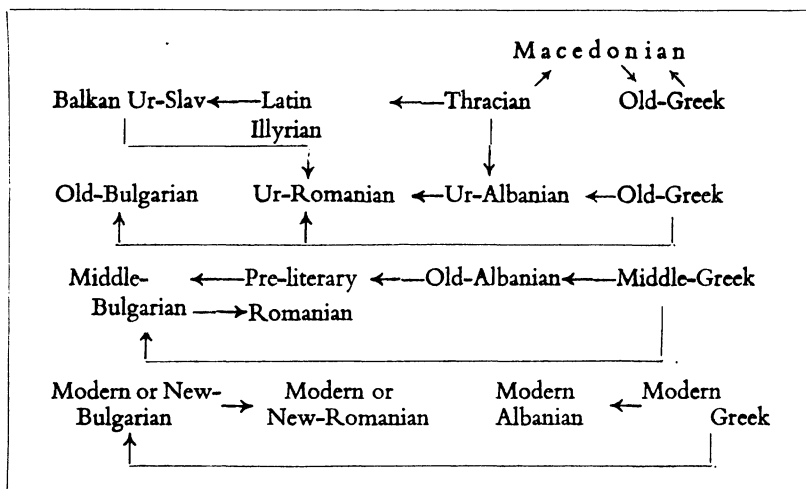 Macedonian
Balkan Ur-Slav Latin Thracian Old-Greek
Illyrian
Old-Bulgarian Ur-Romanian Ur-Albanian Old-Greek
Middle- Pre-literary Old-Albanian Middle-Greek
Bulgarian Romanian
Modern or New- Modern or Modern Modern
Bulgarian New-Romanian Albanian Greek